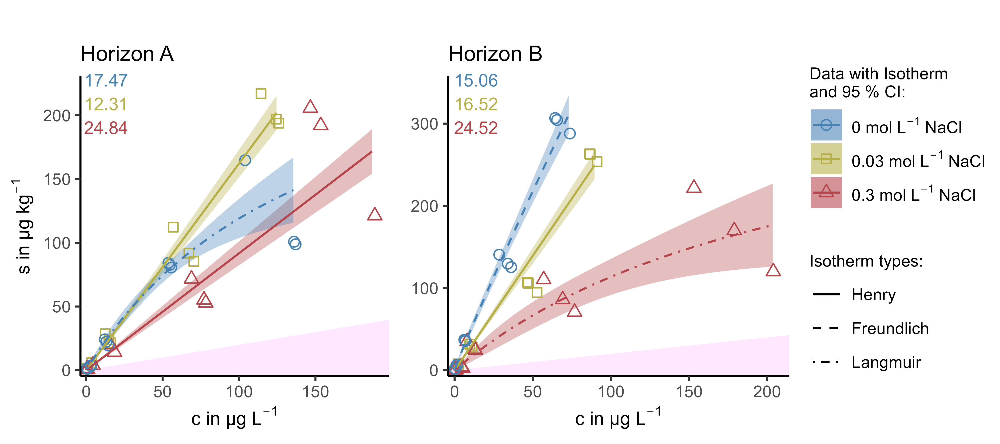 Horizon A
17.47
12.31
24.84
200
150
100
50
0
0 50 100 150
s in µg kg⁻¹
c in µg L⁻¹
Horizon B
15.06
16.52
24.52
300
200
100
0
0 50 100 150 200
c in µg L⁻¹
Data with Isotherm
and 95 % CI:
0 mol L⁻¹ NaCl
0.03 mol L⁻¹ NaCl
0.3 mol L⁻¹ NaCl
Isotherm types:
Henry
Freundlich
Langmuir